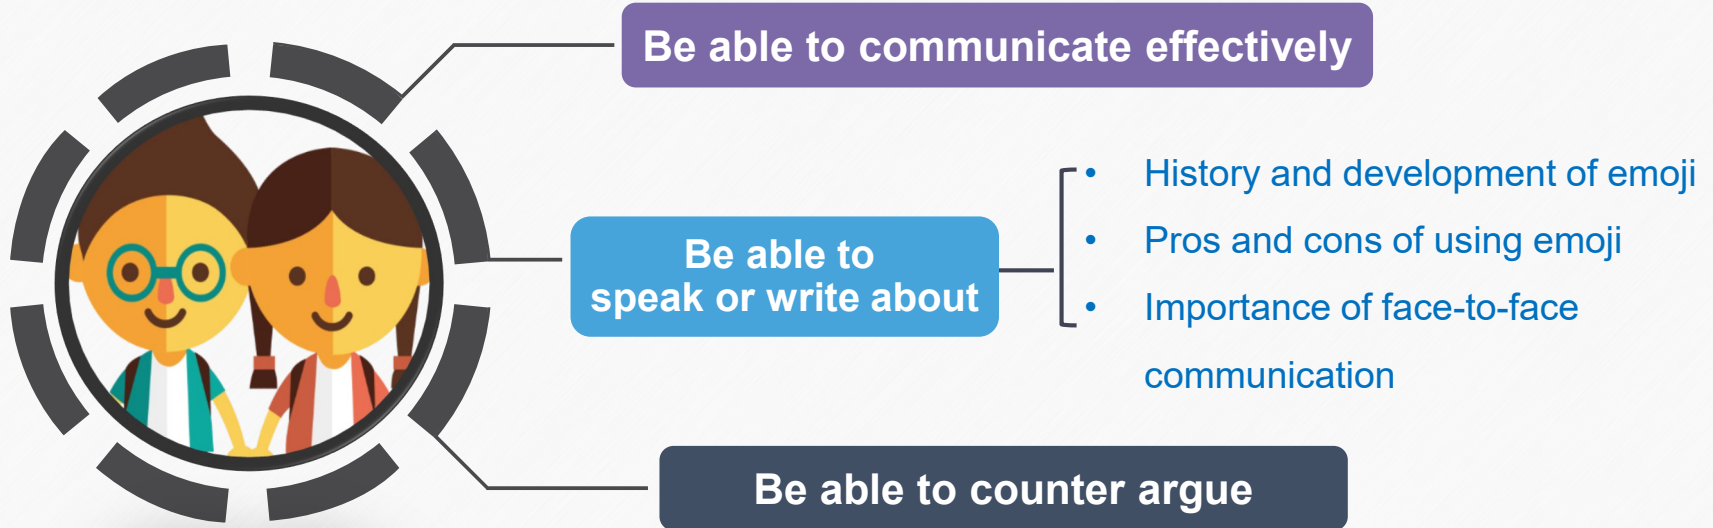 Be able to communicate effectively
Be able to
speak or write about
• History and development of emoji
• Pros and cons of using emoji
• Importance of face-to-face
communication
Be able to counter argue